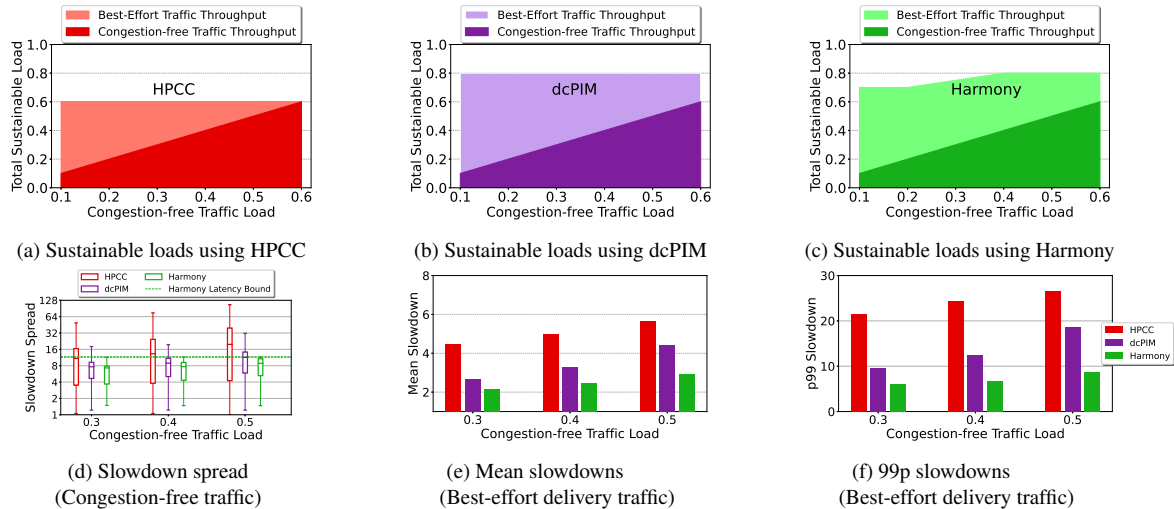 Best-Effort Traffic Throughput
Congestion-free Traffic Throughput
Total Sustainable Load
1.0
0.8
0.6
0.4
0.2
0.0
HPCC
0.1 0.2 0.3 0.4 0.5 0.6
Congestion-free Traffic Load
(a) Sustainable loads using HPCC
Best-Effort Traffic Throughput
Congestion-free Traffic Throughput
Total Sustainable Load
1.0
0.8
0.6
0.4
0.2
0.0
dcPIM
0.1 0.2 0.3 0.4 0.5 0.6
Congestion-free Traffic Load
(b) Sustainable loads using dcPIM
Best-Effort Traffic Throughput
Congestion-free Traffic Throughput
Total Sustainable Load
1.0
0.8
0.6
0.4
0.2
0.0
Harmony
0.1 0.2 0.3 0.4 0.5 0.6
Congestion-free Traffic Load
(c) Sustainable loads using Harmony
HPCC
dcPIM
Harmony
Harmony Latency Bound
Slowdown Spread
128
64
32
16
8
4
2
1
0.3 0.4 0.5
Congestion-free Traffic Load
(d) Slowdown spread
(Congestion-free traffic)
Mean Slowdown
8
6
4
2
0.3 0.4 0.5
Congestion-free Traffic Load
(e) Mean slowdowns
(Best-effort delivery traffic)
p99 Slowdown
30
20
10
0
0.3 0.4 0.5
Congestion-free Traffic Load
HPCC
dcPIM
Harmony
(f) 99p slowdowns
(Best-effort delivery traffic)